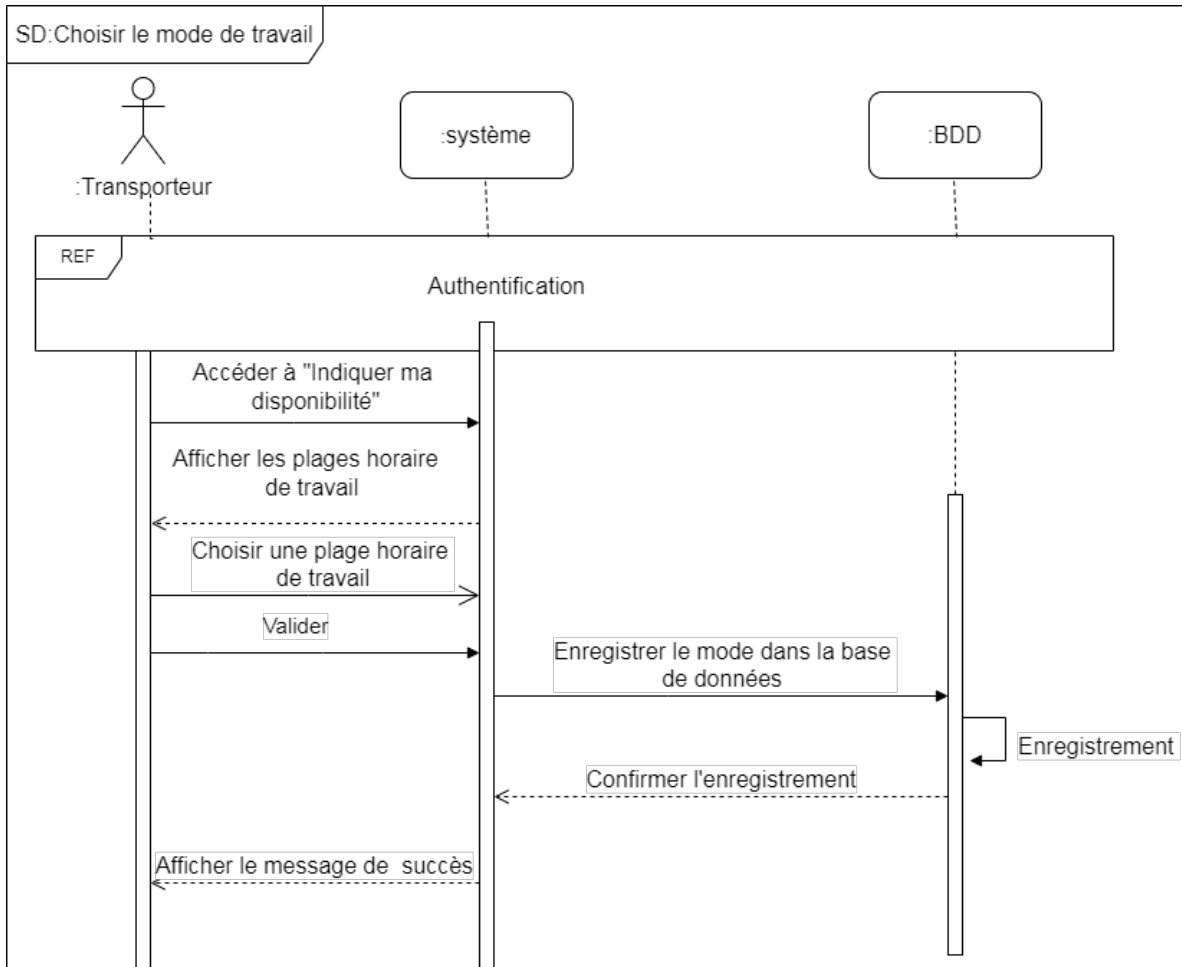 SD:Choisir le mode de travail
:Transporteur
:système
:BDD
REF
Authentification
Accéder à "Indiquer ma
disponibilité"
Afficher les plages horaire
de travail
Choisir une plage horaire
de travail
Valider
Enregistrer le mode dans la base
de données
Enregistrement
Confirmer l'enregistrement
Afficher le message de  succès